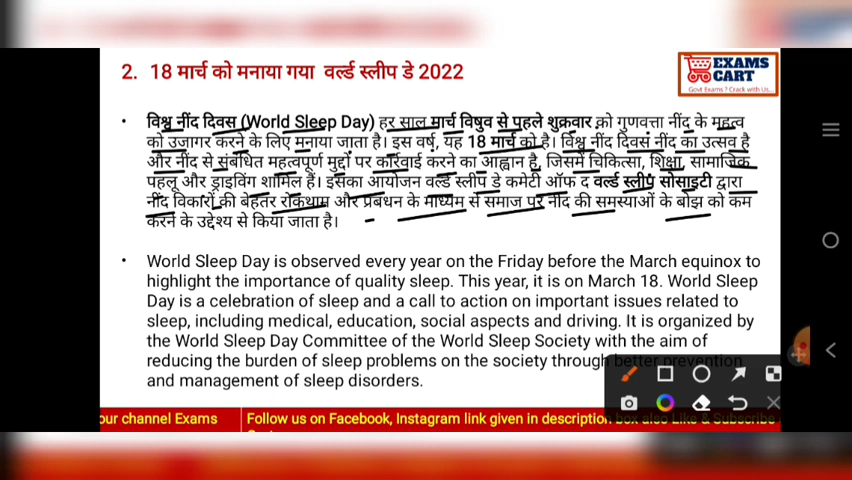 2. 18 मार्च को मनाया गया वर्ल्ड स्लीप डे 2022
EXAMS
CART
Govt Exams ? Crack with Us...
• विश्व नींद दिवस (World Sleep Day) हर साल मार्च विषुव से पहले शुक्रवार को गुणवत्ता नींद के महत्व
को उजागर करने के लिए मनाया जाता है। इस वर्ष, यह 18 मार्च को है। विश्व नींद दिवस नींद का उत्सव है
और नींद से संबंधित महत्वपूर्ण मुद्दों पर कार्रवाई करने का आह्वान है, जिसमें चिकित्सा, शिक्षा, सामाजिक
पहलू और ड्राइविंग शामिल हैं। इसका आयोजन वर्ल्ड स्लीप डे कमेटी ऑफ द वर्ल्ड स्लीप सोसाइटी द्वारा
नींद विकारों की बेहतर रोकथाम और प्रबंधन के माध्यम से समाज पर नींद की समस्याओं के बोझ को कम
करने के उद्देश्य से किया जाता है।
• World Sleep Day is observed every year on the Friday before the March equinox to
highlight the importance of quality sleep. This year, it is on March 18. World Sleep
Day is a celebration of sleep and a call to action on important issues related to
sleep, including medical, education, social aspects and driving. It is organized by
the World Sleep Day Committee of the World Sleep Society with the aim of
reducing the burden of sleep problems on the society through better prevention
and management of sleep disorders.
our channel Exams
Follow us on Facebook, Instagram link given in description box also Like & Subscribe